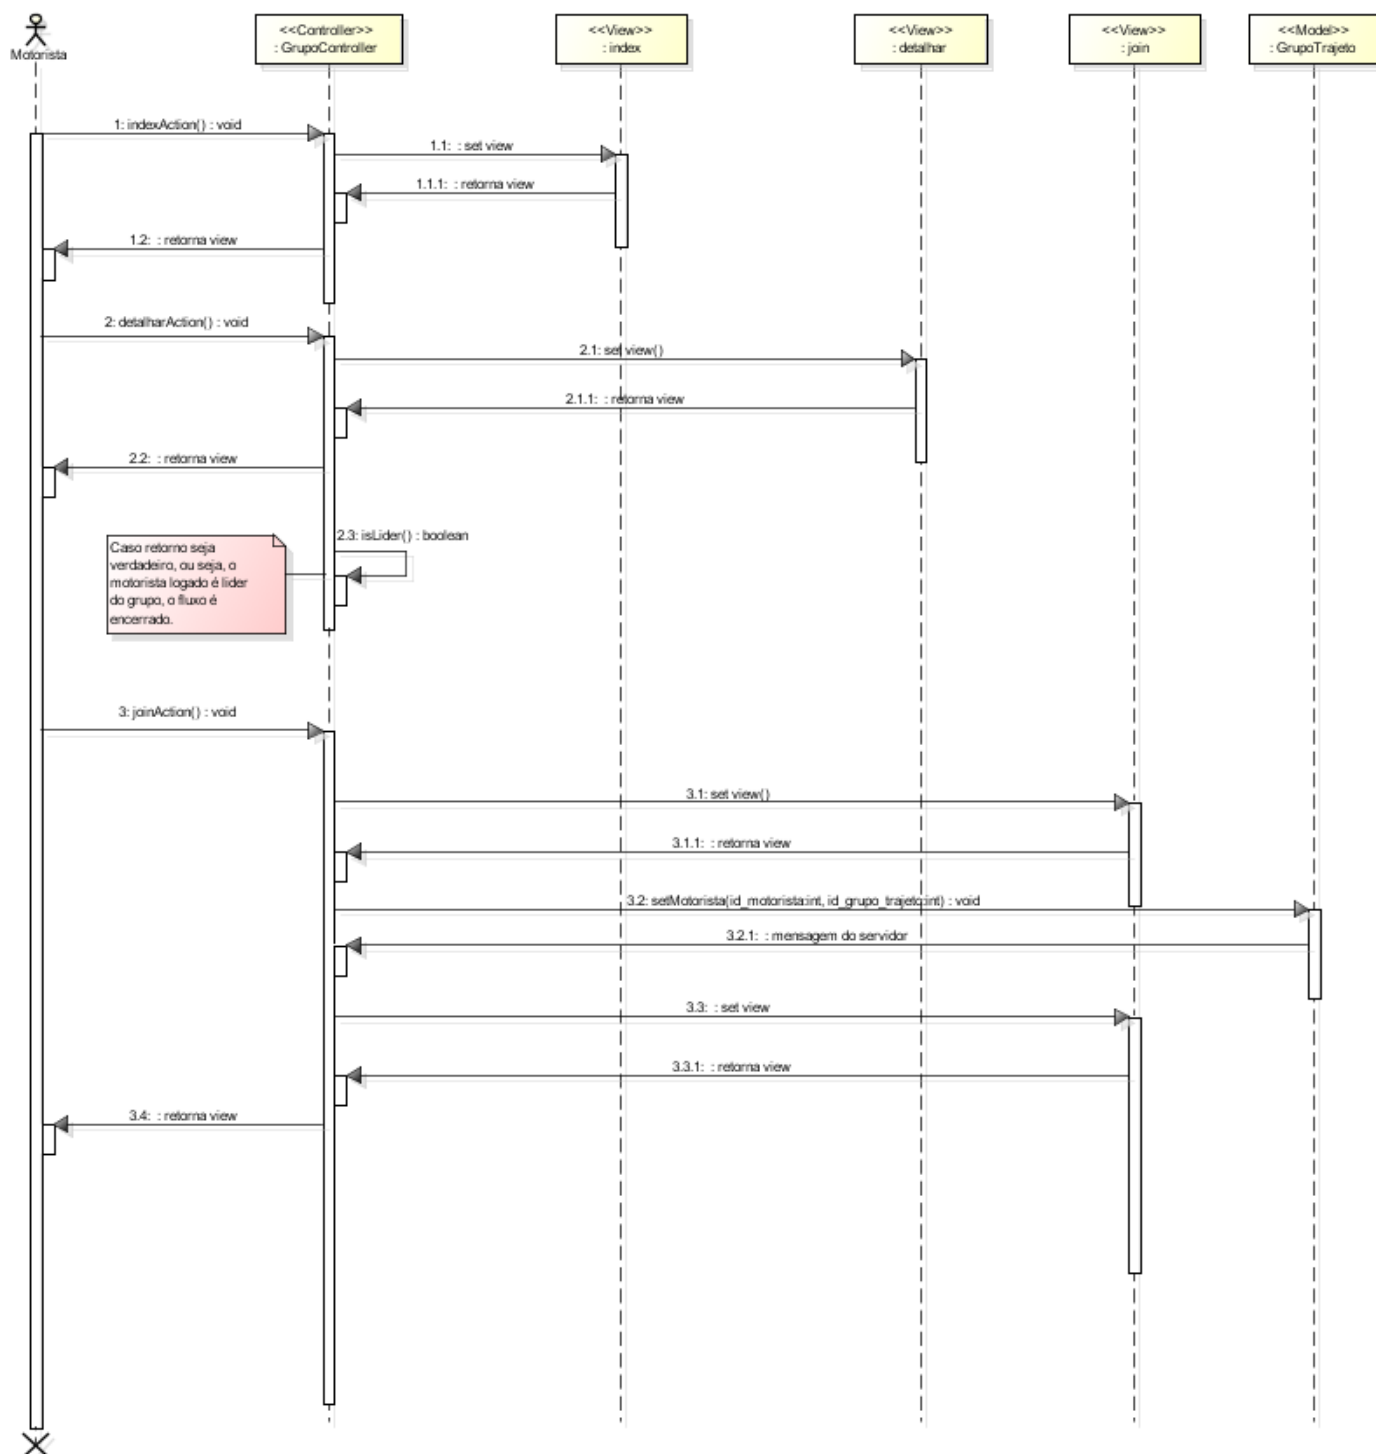 Motorista
<<Controller>>
: GrupoController
<<View>>
: index
<<View>>
: detalhar
<<View>>
: join
<<Model>>
: GrupoTrajeto
1: indexAction() : void
1.1:  : set view
1.1.1:  : retorna view
1.2:  : retorna view
2: detalharAction() : void
2.1: set view()
2.1.1:  : retorna view
2.2:  : retorna view
2.3: isLider() : boolean
Caso retorno seja
verdadeiro, ou seja, o
motorista logado é lider
do grupo, o fluxo é
encerrado.
3: joinAction() : void
3.1: set view()
3.1.1:  : retorna view
3.2: setMotorista(id_motorista:int, id_grupo_trajeto:int) : void
3.2.1:  : mensagem do servidor
3.3:  : set view
3.3.1:  : retorna view
3.4:  : retorna view